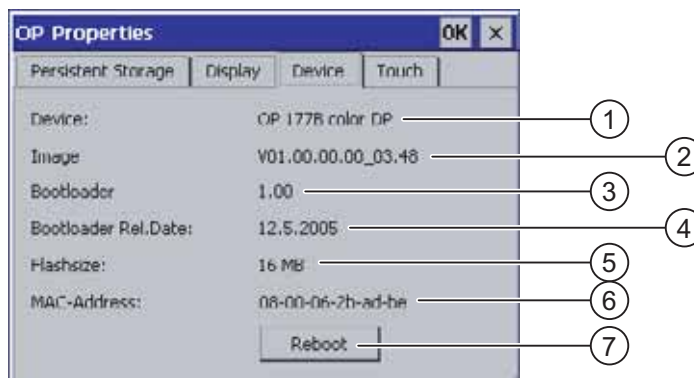 OP Properties OK ×
Persistent Storage Display Device Touch
Device: OP 177B color DP 1
Image V01.00.00.00_03.48 2
Bootloader 1.00 3
Bootloader Rel.Date: 12.5.2005 4
Flashsize: 16 MB 5
MAC-Address: 08-00-06-2b-ad-be 6
Reboot 7